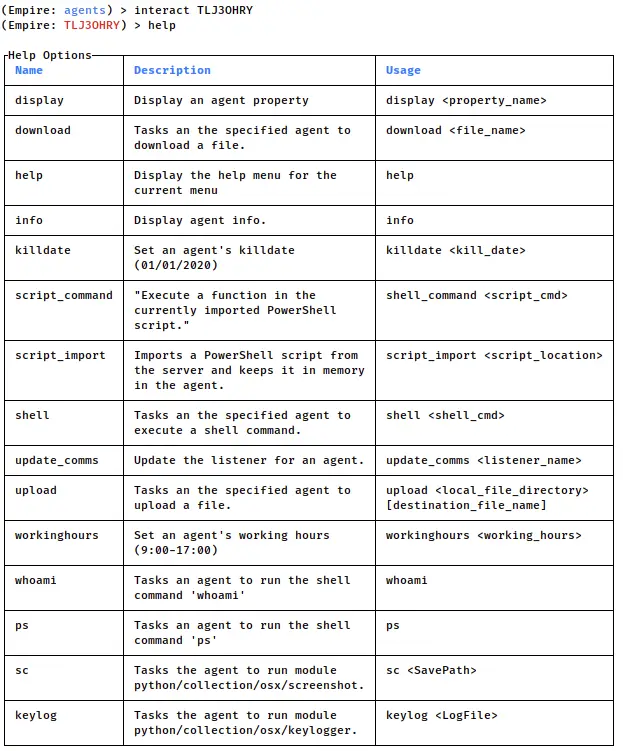 (Empire: agents) > interact TLJ3OHRY
(Empire: TLJ3OHRY) > help
Help Options
Name Description Usage
display Display an agent property display <property_name>
download Tasks an the specified agent to download <file_name>
download a file.
help Display the help menu for the help
current menu
info Display agent info. info
killdate Set an agent's killdate killdate <kill_date>
(01/01/2020)
script_command "Execute a function in the shell_command <script_cmd>
currently imported PowerShell
script."
script_import Imports a PowerShell script from script_import <script_location>
the server and keeps it in memory
in the agent.
shell Tasks an the specified agent to shell <shell_cmd>
execute a shell command.
update_comms Update the listener for an agent. update_comms <listener_name>
upload Tasks an the specified agent to upload <local_file_directory>
upload a file. [destination_file_name]
workinghours Set an agent's working hours workinghours <working_hours>
(9:00-17:00)
whoami Tasks an agent to run the shell whoami
command 'whoami'
ps Tasks an agent to run the shell ps
command 'ps'
sc Tasks the agent to run module sc <SavePath>
python/collection/osx/screenshot.
keylog Tasks the agent to run module keylog <LogFile>
python/collection/osx/keylogger.